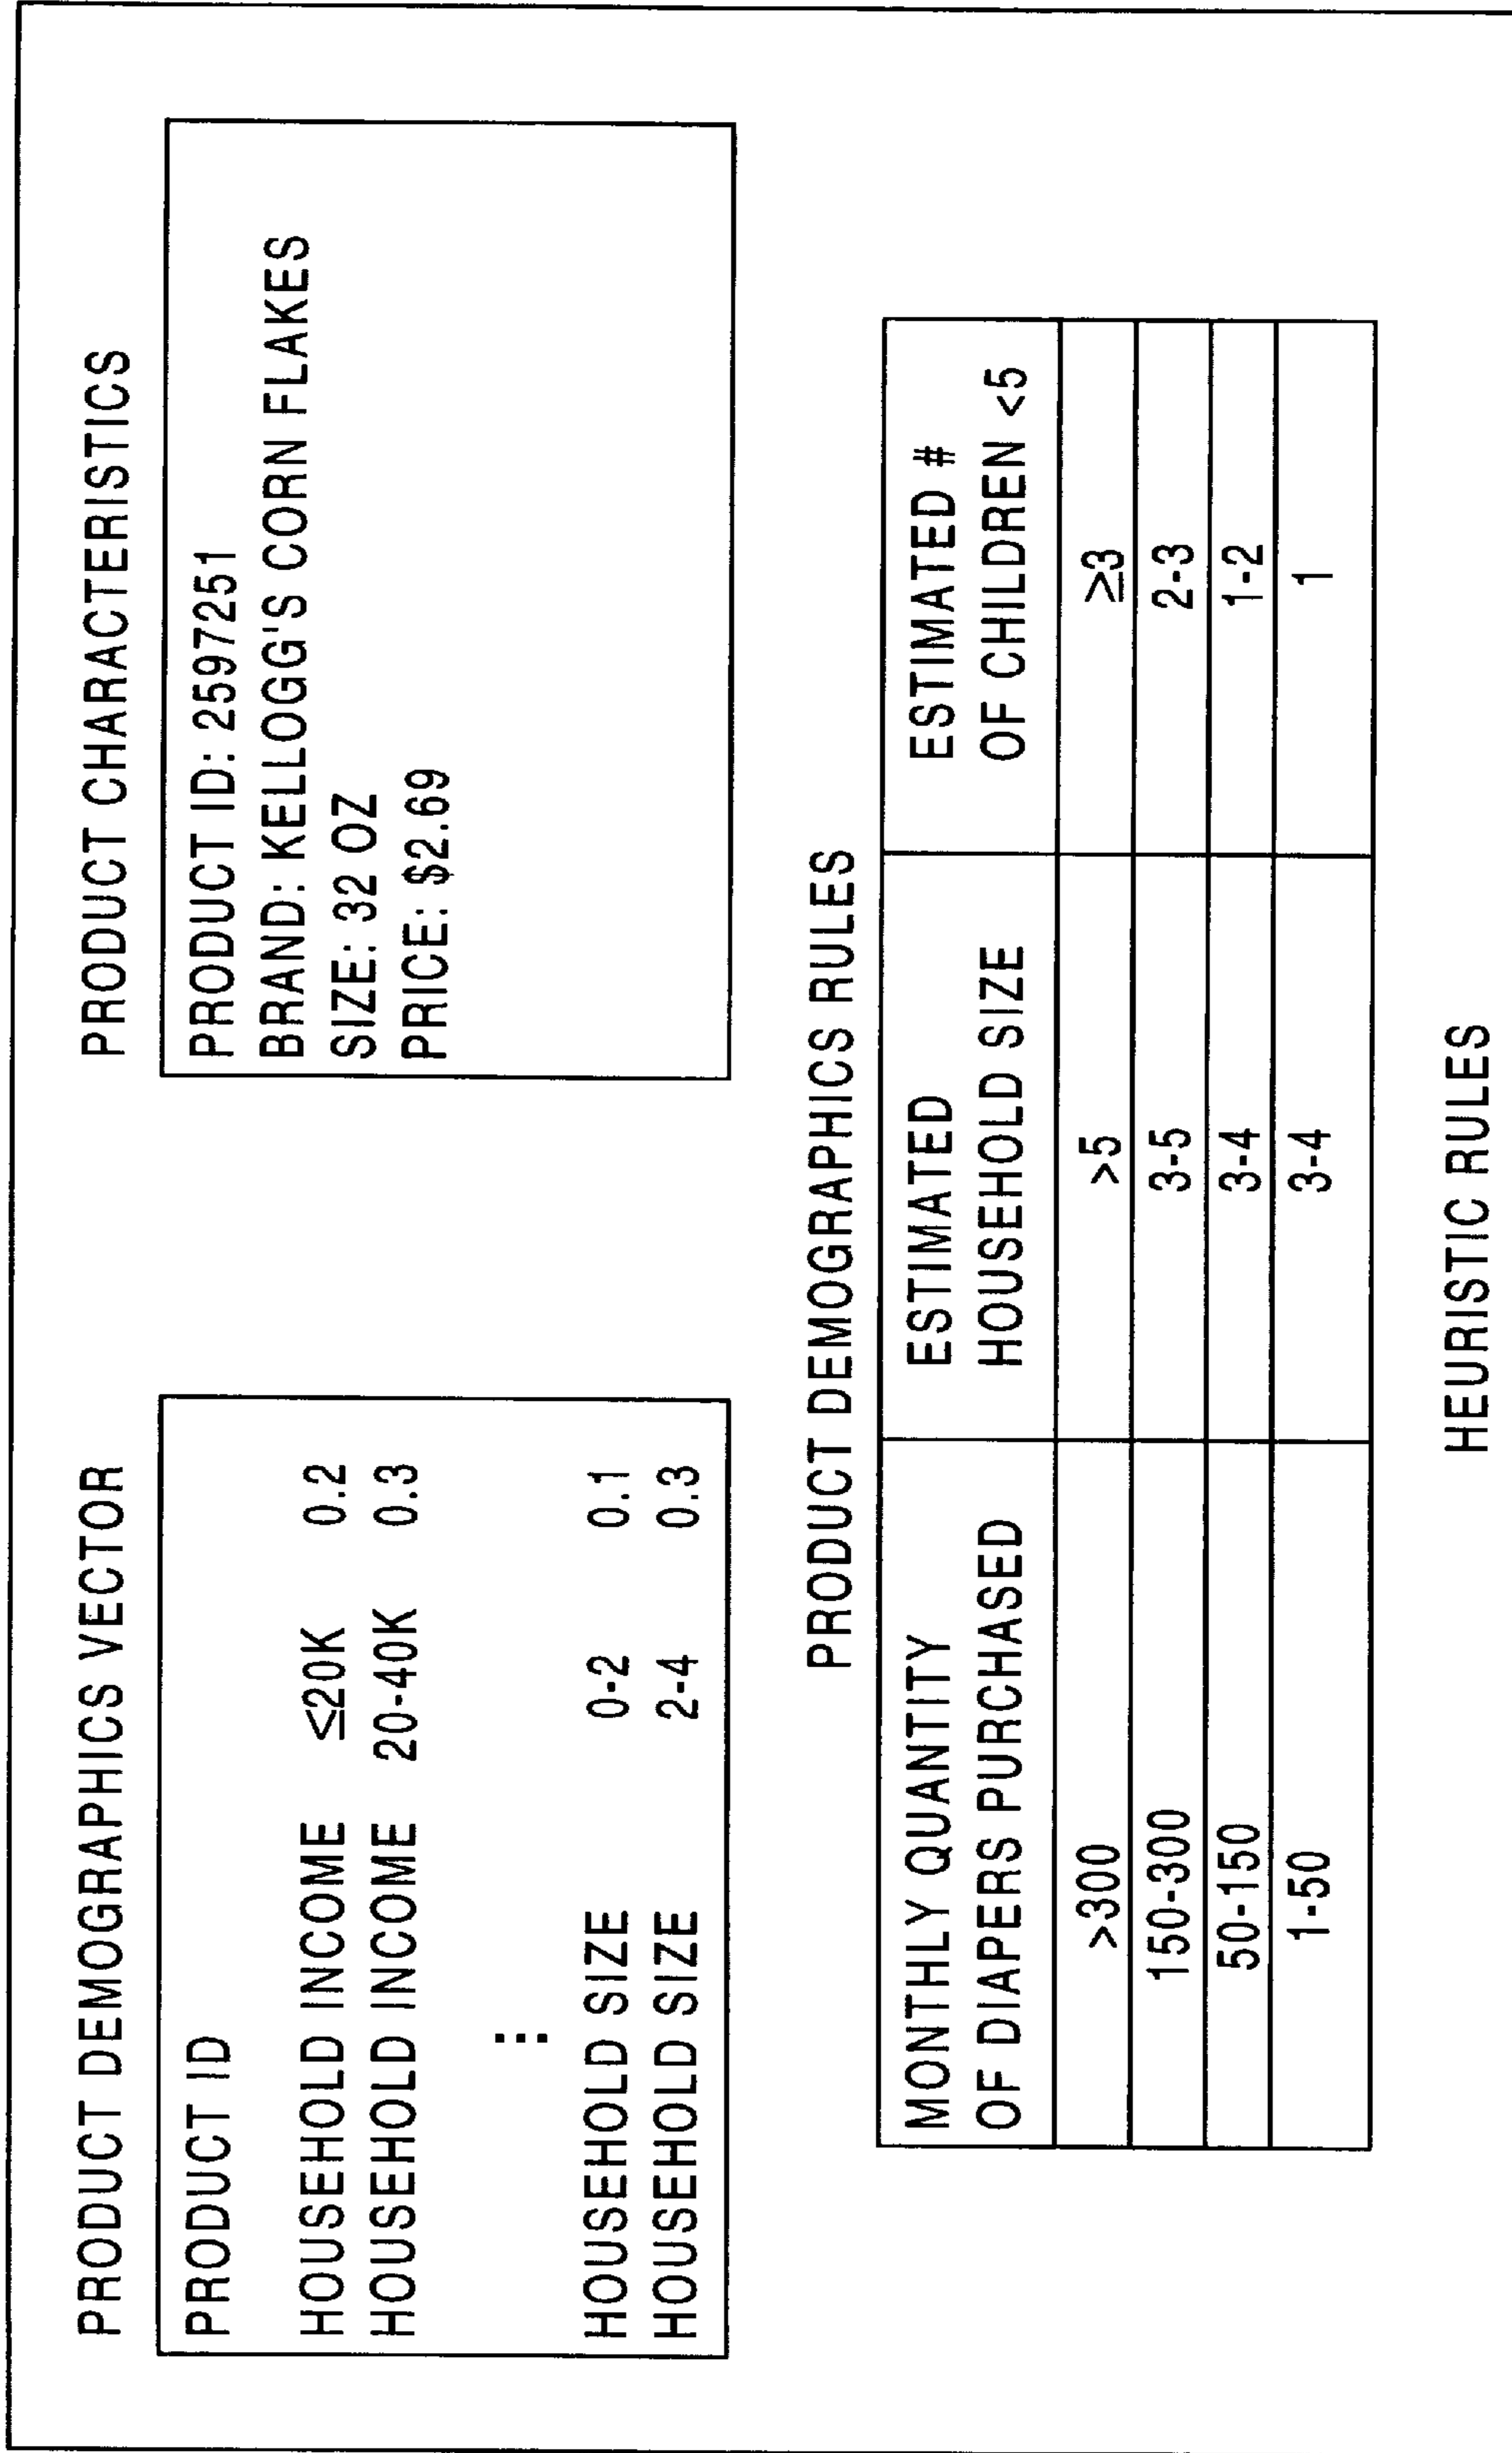 PRODUCT DEMOGRAPHICS VECTOR
PRODUCT ID
HOUSEHOLD INCOME ≤20K 0.2
HOUSEHOLD INCOME 20-40K 0.3
⋮
HOUSEHOLD SIZE 0-2 0.1
HOUSEHOLD SIZE 2-4 0.3
PRODUCT CHARACTERISTICS
PRODUCT ID: 2597251
BRAND: KELLOGG'S CORN FLAKES
SIZE: 32 OZ
PRICE: $2.69
PRODUCT DEMOGRAPHICS RULES
MONTHLY QUANTITY
OF DIAPERS PURCHASED
ESTIMATED
HOUSEHOLD SIZE
ESTIMATED #
OF CHILDREN <5
>300 >5 ≥3
150-300 3-5 2-3
50-150 3-4 1-2
1-50 3-4 1
HEURISTIC RULES